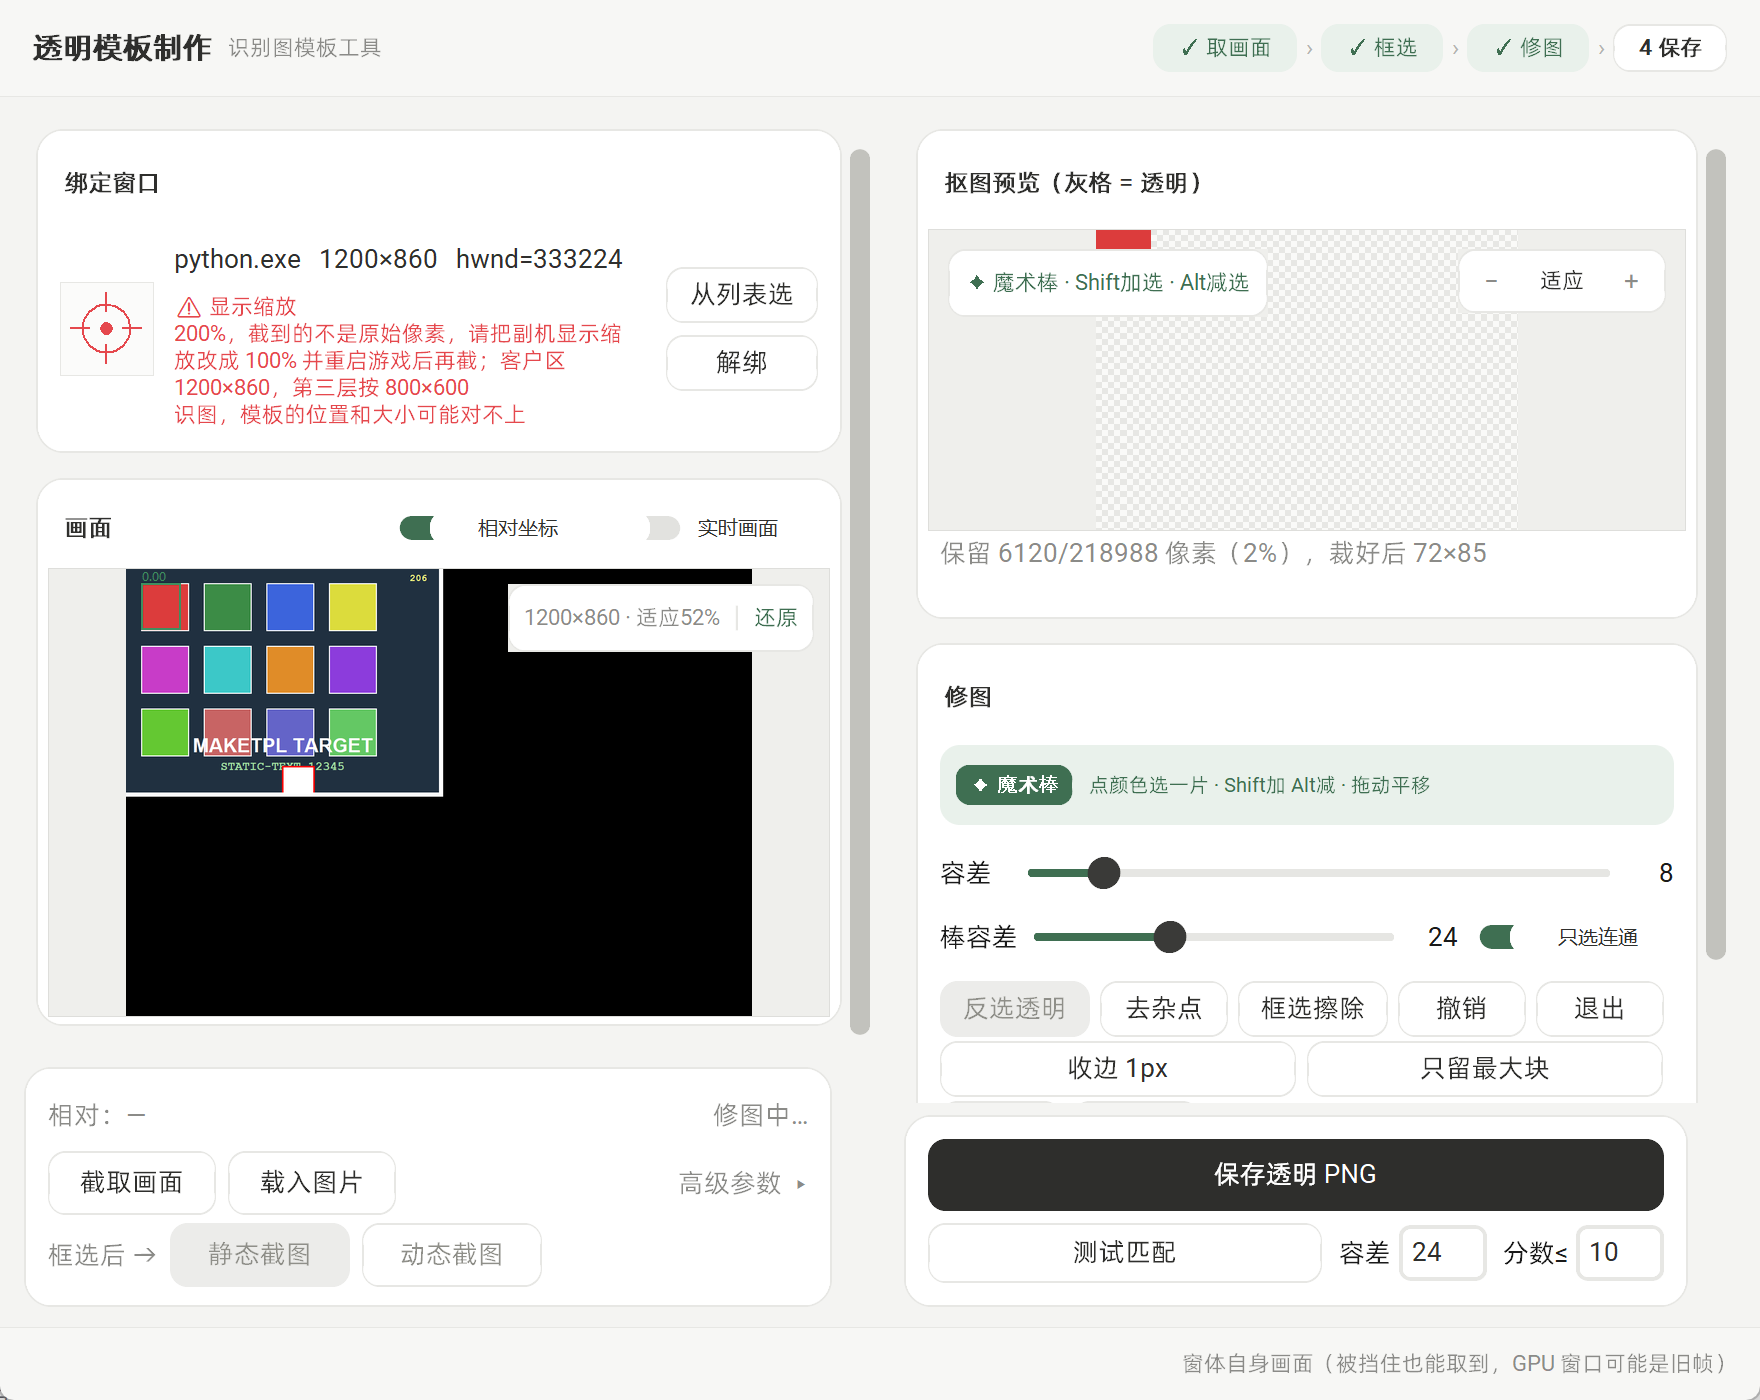 透明模板制作 识别图模板工具
✓ 取画面 › ✓ 框选 › ✓ 修图 › 4 保存
绑定窗口
python.exe 1200×860 hwnd=333224
⚠ 显示缩放
200%，截到的不是原始像素，请把副机显示缩
放改成 100% 并重启游戏后再截；客户区
1200×860，第三层按 800×600
识图，模板的位置和大小可能对不上
从列表选
解绑
画面
相对坐标
实时画面
0.00
206
1200×860 · 适应52%
还原
MAKETPL TARGET
STATIC-TEXT 12345
相对：—
修图中…
截取画面
载入图片
高级参数 ▸
框选后 →
静态截图
动态截图
抠图预览（灰格 = 透明）
✦ 魔术棒 · Shift加选 · Alt减选
− 适应 +
保留 6120/218988 像素（2%），裁好后 72×85
修图
✦ 魔术棒
点颜色选一片 · Shift加 Alt减 · 拖动平移
容差 8
棒容差 24 只选连通
反选透明
去杂点
框选擦除
撤销
退出
收边 1px
只留最大块
保存透明 PNG
测试匹配
容差 24
分数≤ 10
窗体自身画面（被挡住也能取到，GPU 窗口可能是旧帧）